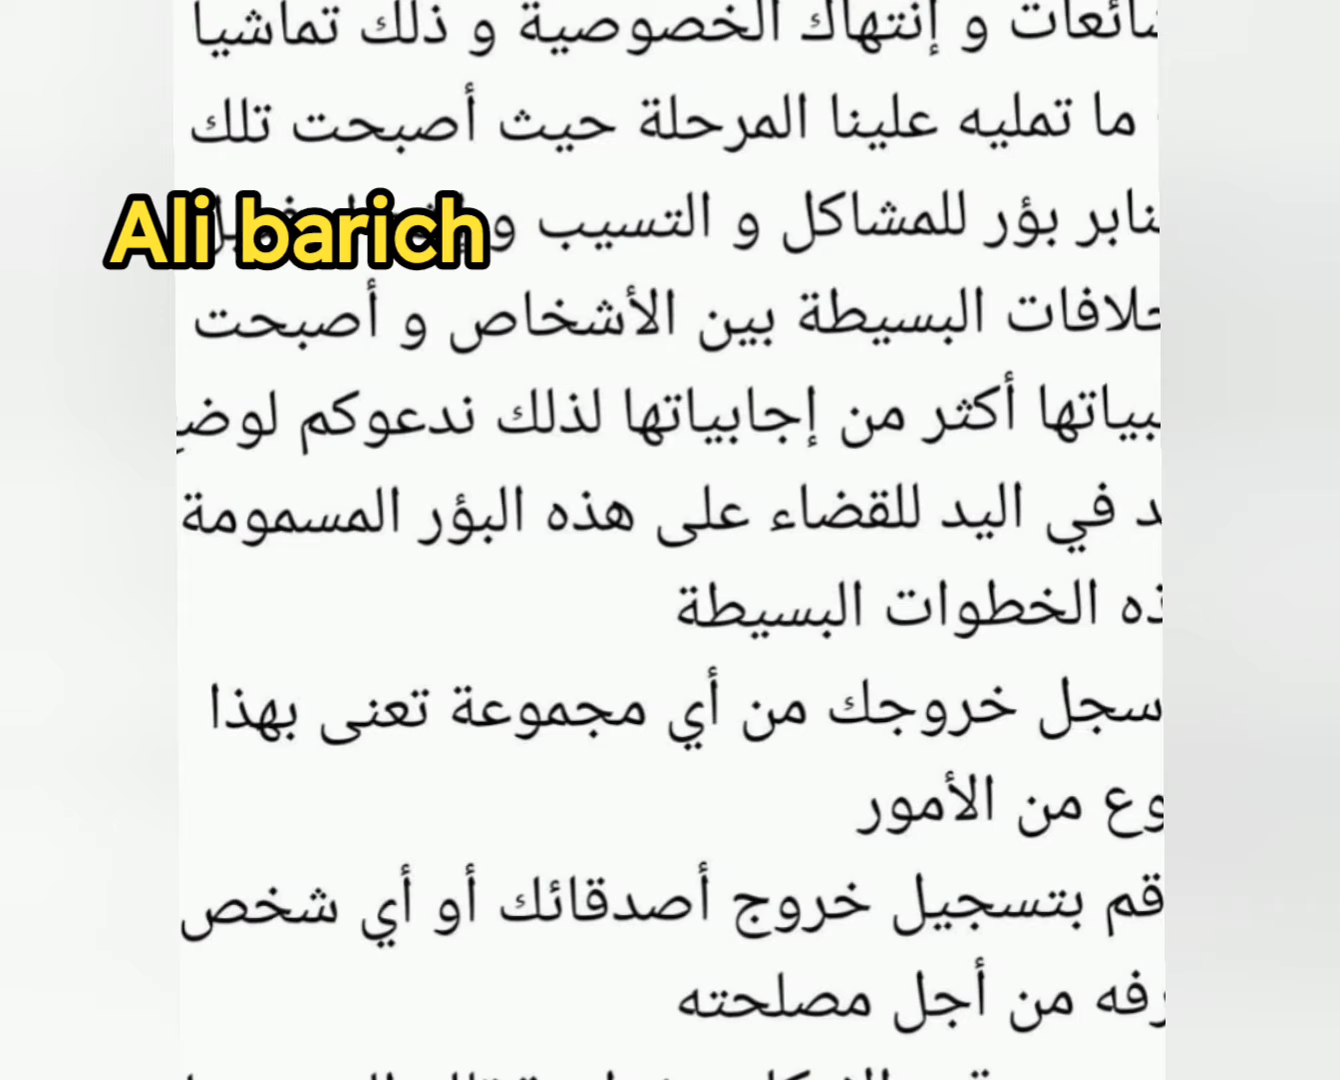 و إنتهاك الخصوصية و ذلك تماشيا
ما تمليه علينا المرحلة حيث أصبحت تلك
بؤر للمشاكل و التسيب و
Ali barich
البسيطة بين الأشخاص و أصبحت
أكثر من إجابياتها لذلك ندعوكم
في اليد للقضاء على هذه البؤر المسمومة
الخطوات البسيطة
سجل خروجك من أي مجموعة تعنى بهذا
من الأمور
قم بتسجيل خروج أصدقائك أو أي شخص
من أجل مصلحته